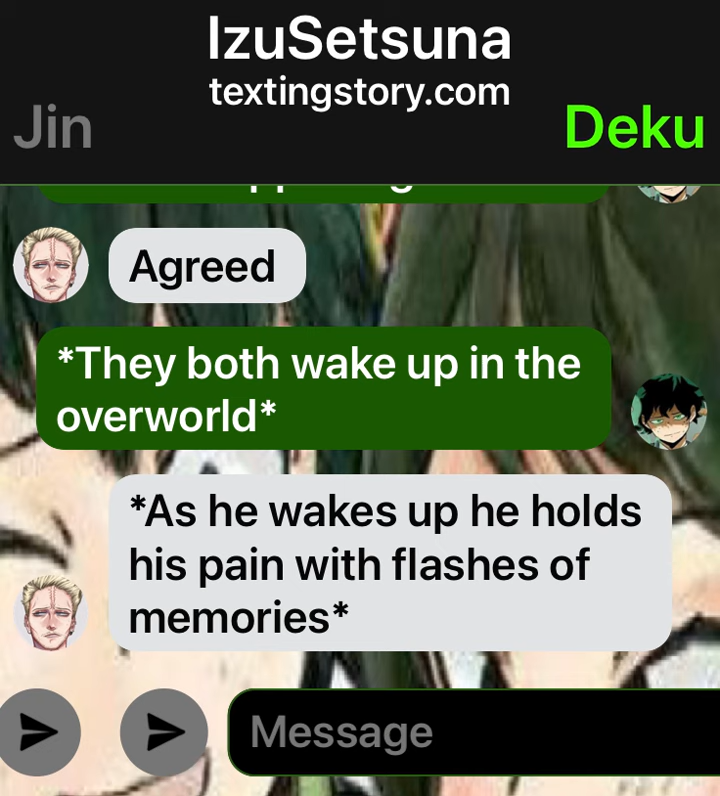 IzuSetsuna
textingstory.com
Jin
Deku
Agreed
*They both wake up in the
overworld*
*As he wakes up he holds
his pain with flashes of
memories*
Message